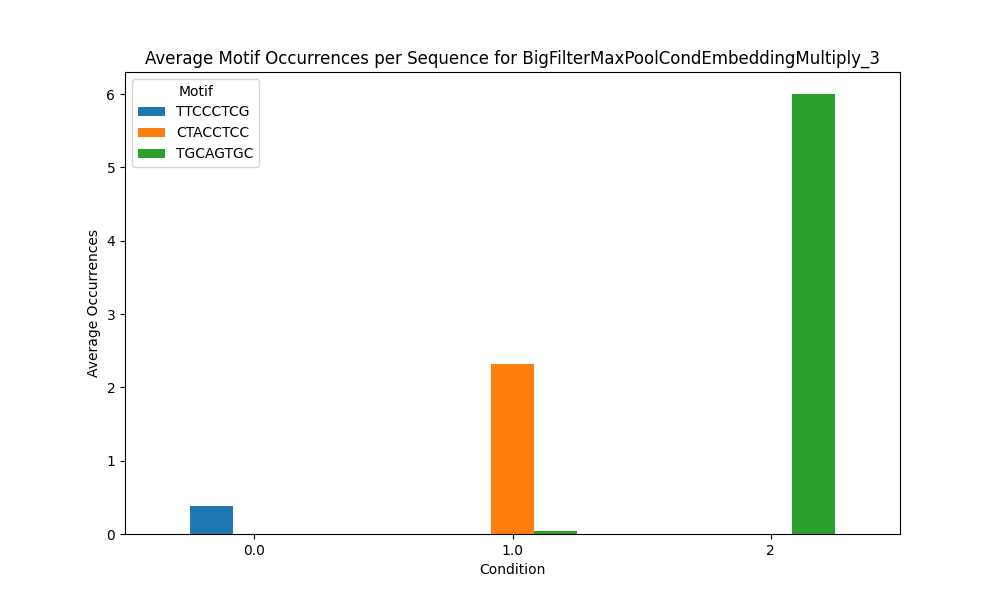 Average Motif Occurrences per Sequence for BigFilterMaxPoolCondEmbeddingMultiply_3
Motif
TTCCCTCG
CTACCTCC
TGCAGTGC
Average Occurrences
6
5
4
3
2
1
0
0.0
1.0
2
Condition